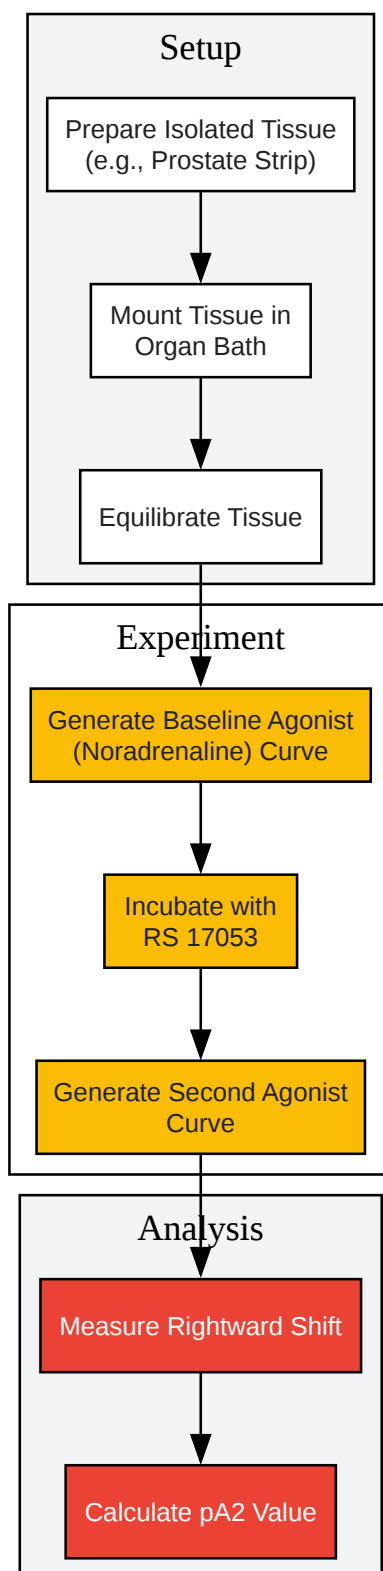 Setup
Prepare Isolated Tissue
(e.g., Prostate Strip)
Mount Tissue in
Organ Bath
Equilibrate Tissue
Experiment
Generate Baseline Agonist
(Noradrenaline) Curve
Incubate with
RS 17053
Generate Second Agonist
Curve
Analysis
Measure Rightward Shift
Calculate pA2 Value